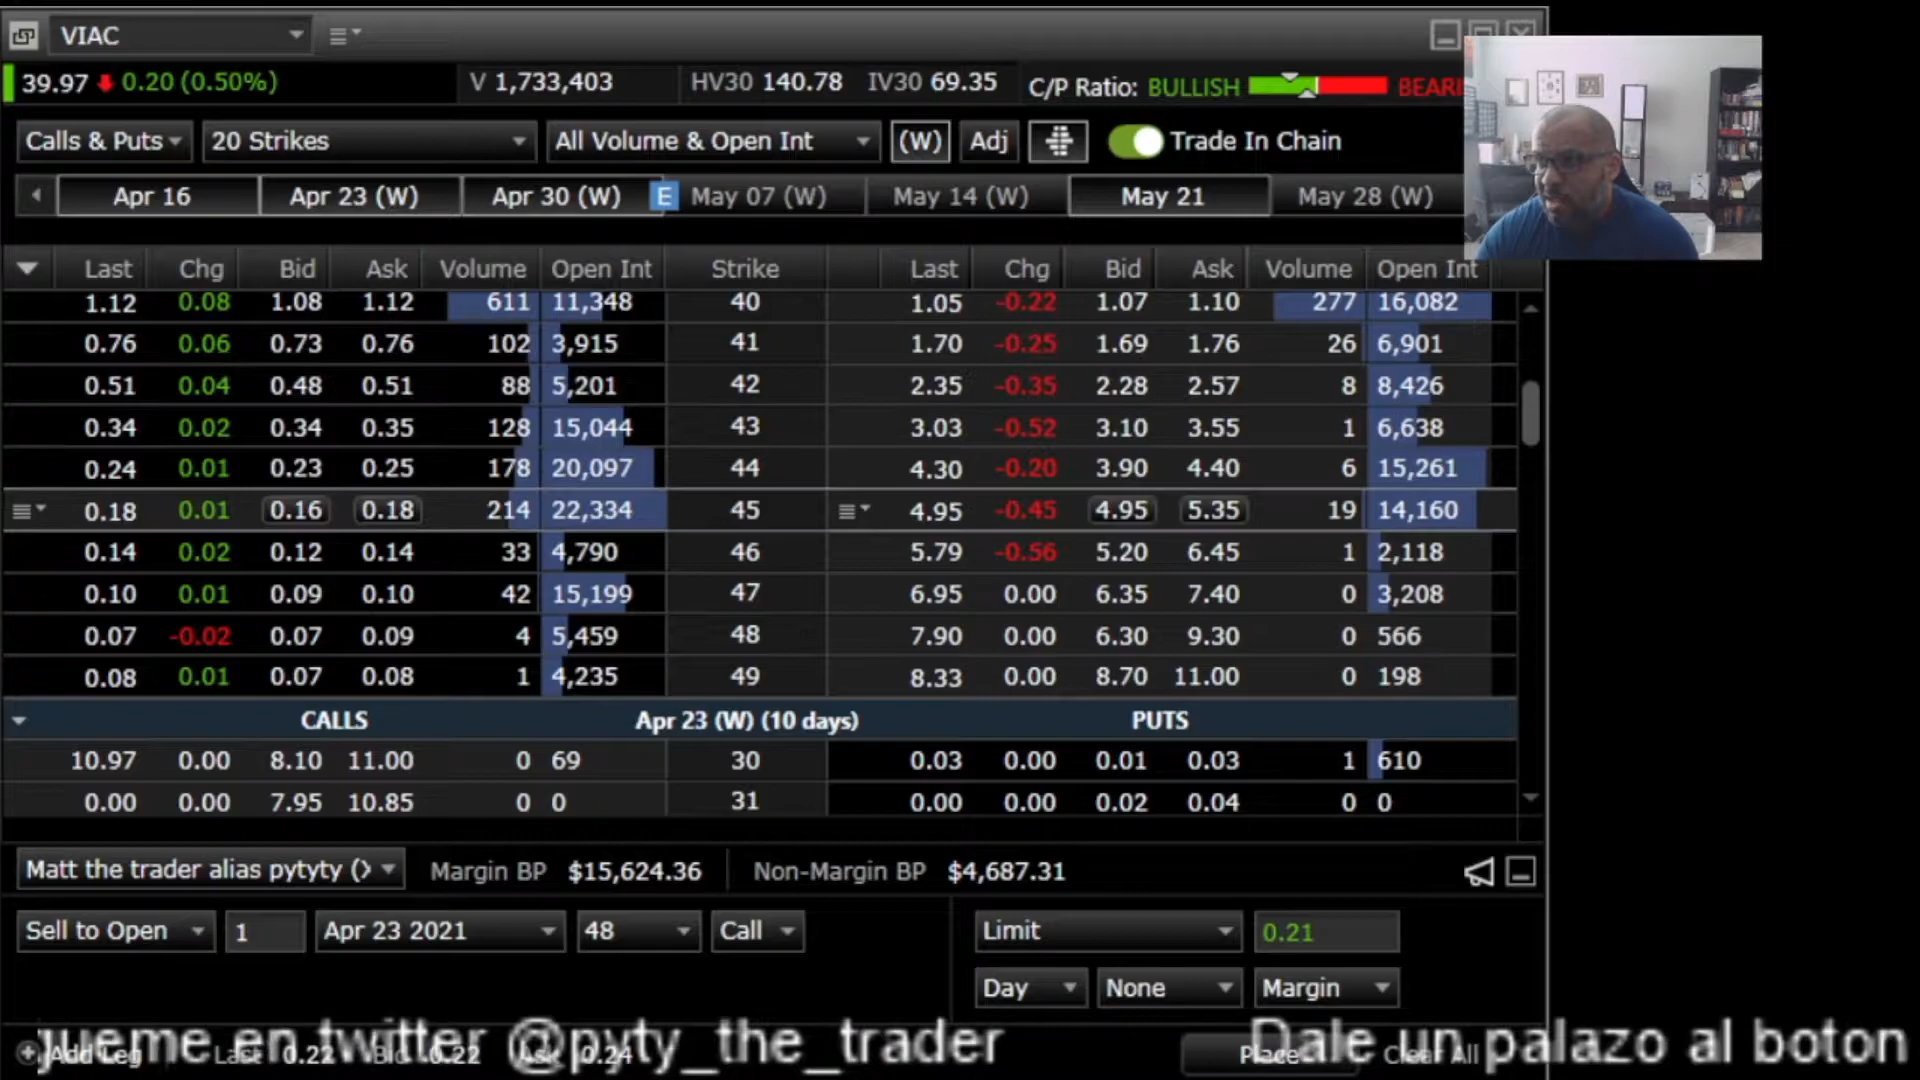 VIAC
39.97 0.20 (0.50%) V 1,733,403 HV30 140.78 IV30 69.35 C/P Ratio: BULLISH BEARI
Calls & Puts 20 Strikes All Volume & Open Int (W) Adj Trade In Chain
Apr 16 Apr 23 (W) Apr 30 (W) E May 07 (W) May 14 (W) May 21 May 28 (W)
Last Chg Bid Ask Volume Open Int Strike Last Chg Bid Ask Volume Open Int
1.12 0.08 1.08 1.12 611 11,348 40 1.05 -0.22 1.07 1.10 277 16,082
0.76 0.06 0.73 0.76 102 3,915 41 1.70 -0.25 1.69 1.76 26 6,901
0.51 0.04 0.48 0.51 88 5,201 42 2.35 -0.35 2.28 2.57 8 8,426
0.34 0.02 0.34 0.35 128 15,044 43 3.03 -0.52 3.10 3.55 1 6,638
0.24 0.01 0.23 0.25 178 20,097 44 4.30 -0.20 3.90 4.40 6 15,261
0.18 0.01 0.16 0.18 214 22,334 45 4.95 -0.45 4.95 5.35 19 14,160
0.14 0.02 0.12 0.14 33 4,790 46 5.79 -0.56 5.20 6.45 1 2,118
0.10 0.01 0.09 0.10 42 15,199 47 6.95 0.00 6.35 7.40 0 3,208
0.07 -0.02 0.07 0.09 4 5,459 48 7.90 0.00 6.30 9.30 0 566
0.08 0.01 0.07 0.08 1 4,235 49 8.33 0.00 8.70 11.00 0 198
CALLS Apr 23 (W) (10 days) PUTS
10.97 0.00 8.10 11.00 0 69 30 0.03 0.00 0.01 0.03 1 610
0.00 0.00 7.95 10.85 0 0 31 0.00 0.00 0.02 0.04 0 0
Matt the trader alias pytyty (X Margin BP $15,624.36 Non-Margin BP $4,687.31
Sell to Open 1 Apr 23 2021 48 Call Limit 0.21
Day None Margin
gueme en twitter @pyty_the_trader Dale un palazo al boton
Add Leg Last 0.22 Bid 0.22 Ask 0.24 Place Clear All